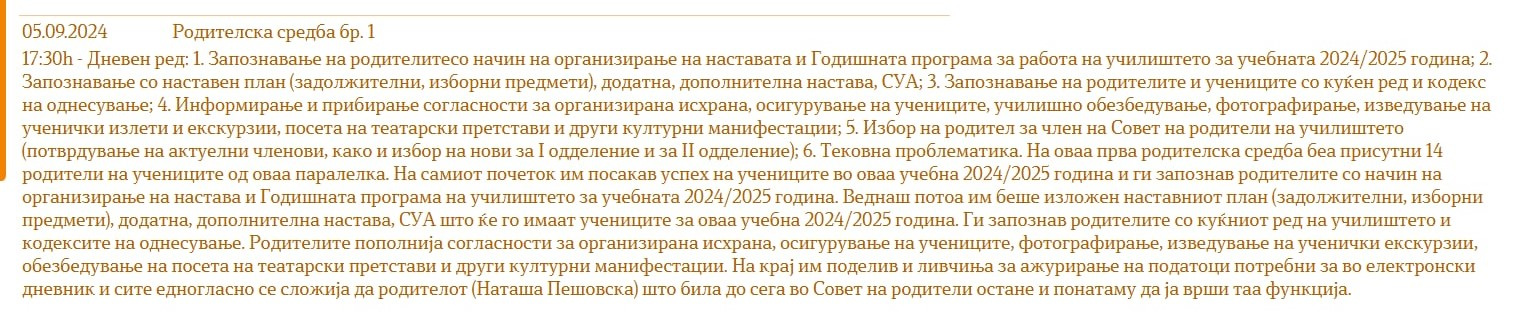 05.09.2024 Родителска средба бр. 1
17:30h - Дневен ред: 1. Запознавање на родителитесо начин на организирање на наставата и Годишната програма за работа на училиштето за учебната 2024/2025 година; 2.
Запознавање со наставен план (задолжителни, изборни предмети), додатна, дополнителна настава, СУА; 3. Запознавање на родителите и учениците со куќен ред и кодекс
на однесување; 4. Информирање и прибирање согласности за организирана исхрана, осигурување на учениците, училишно обезбедување, фотографирање, изведување на
ученички излети и екскурзии, посета на театарски претстави и други културни манифестации; 5. Избор на родител за член на Совет на родители на училиштето
(потврдување на актуелни членови, како и избор на нови за I одделение и за II одделение); 6. Тековна проблематика. На оваа прва родителска средба беа присутни 14
родители на учениците од оваа паралелка. На самиот почеток им посакав успех на учениците во оваа учебна 2024/2025 година и ги запознав родителите со начин на
организирање на настава и Годишната програма на училиштето за учебната 2024/2025 година. Веднаш потоа им беше изложен наставниот план (задолжителни, изборни
предмети), додатна, дополнителна настава, СУА што ќе го имаат учениците за оваа учебна 2024/2025 година. Ги запознав родителите со куќниот ред на училиштето и
кодексите на однесување. Родителите пополнија согласности за организирана исхрана, осигурување на учениците, фотографирање, изведување на ученички екскурзии,
обезбедување на посета на театарски претстави и други културни манифестации. На крај им поделив и ливчиња за ажурирање на податоци потребни за во електронски
дневник и сите едногласно се сложија да родителот (Наташа Пешовска) што била до сега во Совет на родители остане и понатаму да ја врши таа функција.